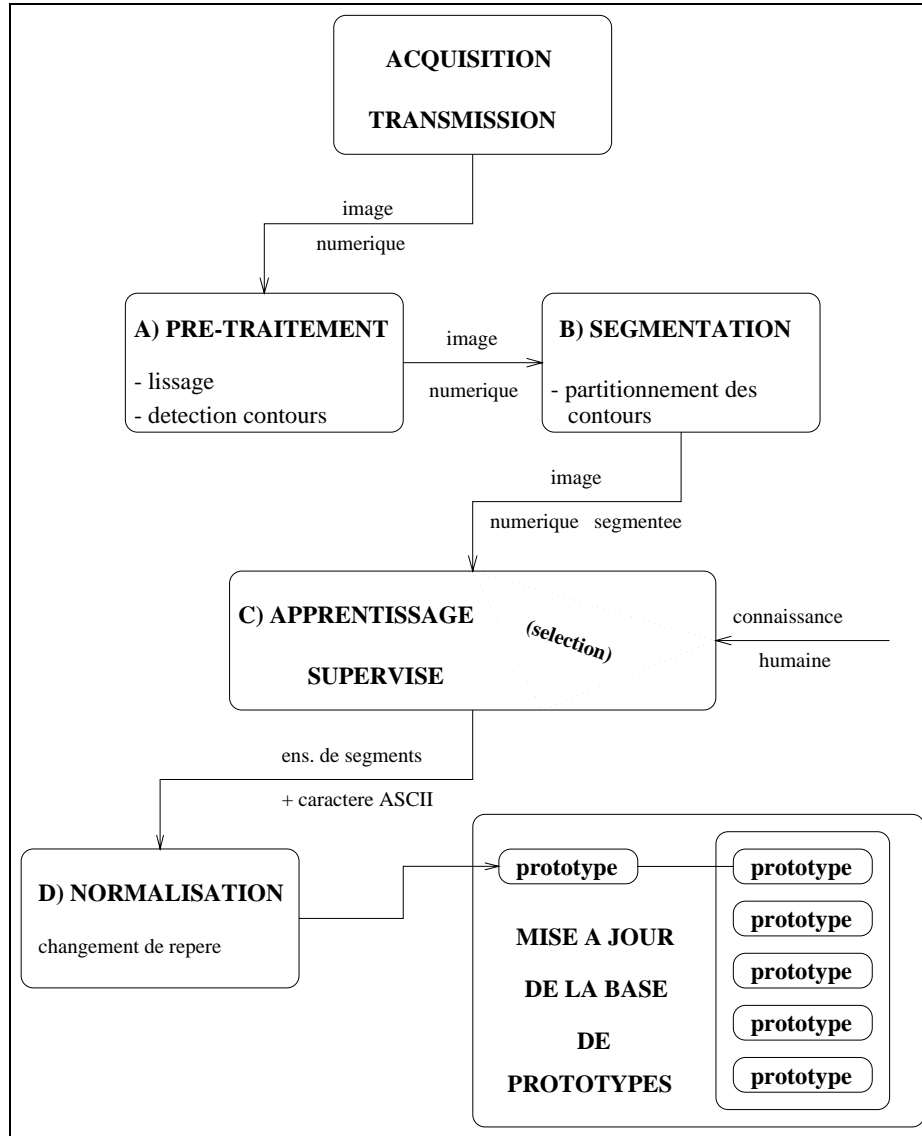 ACQUISITION
TRANSMISSION
image
numerique
A) PRE-TRAITEMENT
- lissage
- detection contours
image
numerique
B) SEGMENTATION
- partitionnement des
contours
image
numerique segmentee
C) APPRENTISSAGE
SUPERVISE
(selection)
connaissance
humaine
ens. de segments
+ caractère ASCII
D) NORMALISATION
changement de repere
prototype
MISE A JOUR
DE LA BASE
DE
PROTOTYPES
prototype
prototype
prototype
prototype
prototype